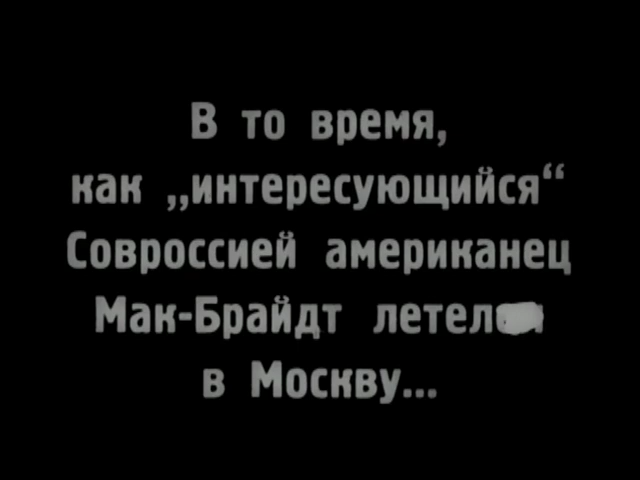 В то время,
как „интересующийся“
Совроссией американец
Мак-Брайдт летел
в Москву...